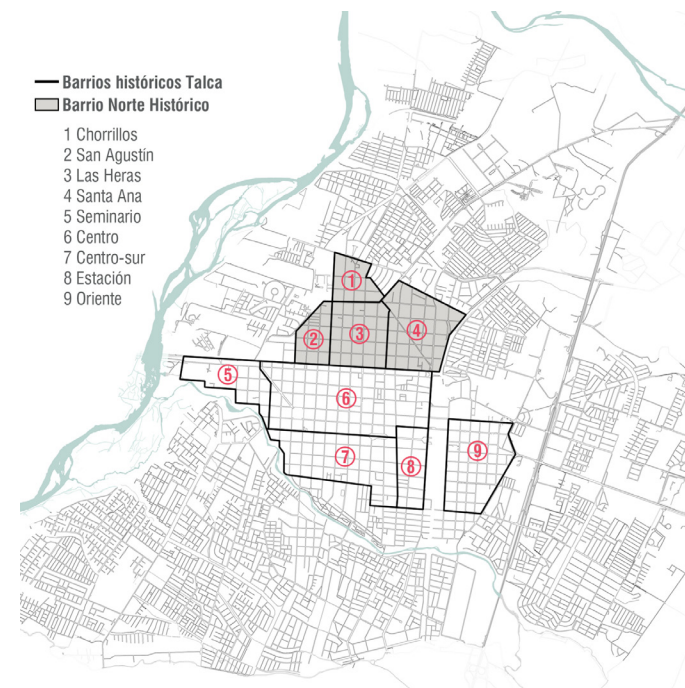 Barrios históricos Talca
Barrio Norte Histórico
1 Chorrillos
2 San Agustín
3 Las Heras
4 Santa Ana
5 Seminario
6 Centro
7 Centro-sur
8 Estación
9 Oriente
1
2
3
4
5
6
7
8
9